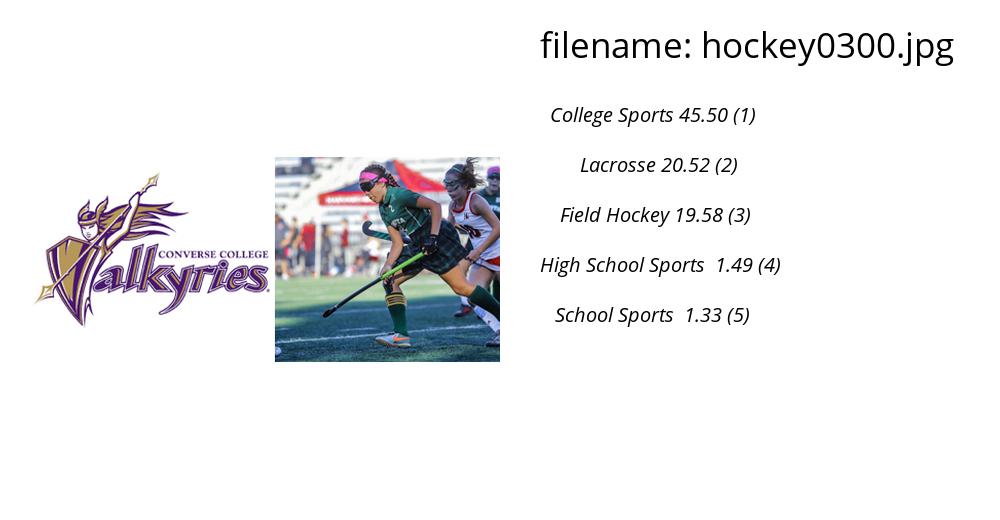 filename: hockey0300.jpg
College Sports 45.50 (1)
Lacrosse 20.52 (2)
Field Hockey 19.58 (3)
High School Sports 1.49 (4)
School Sports 1.33 (5)
CONVERSE COLLEGE
Valkyries